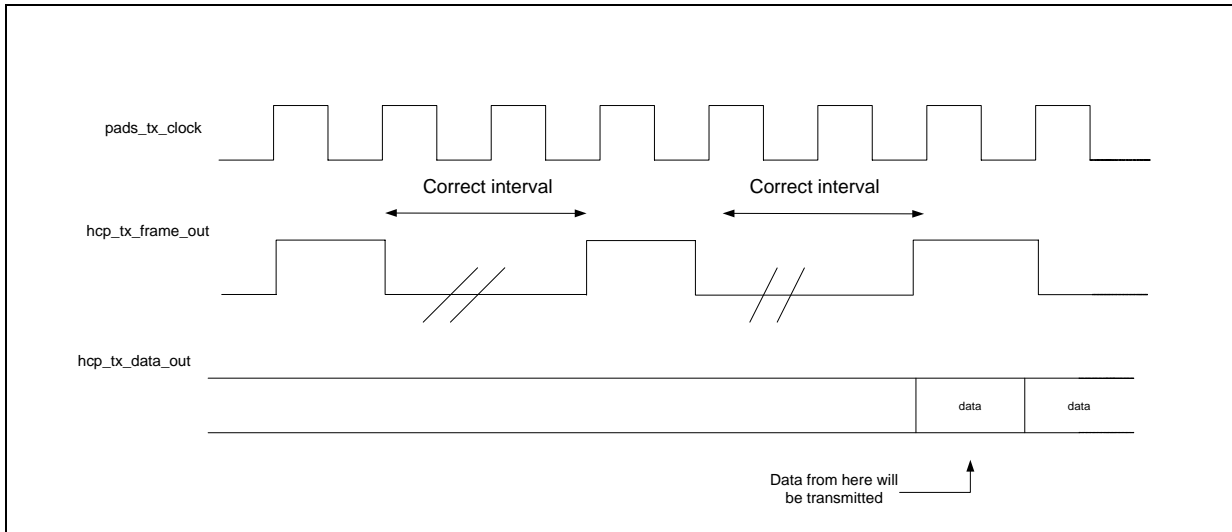 pads_tx_clock
Correct interval
Correct interval
hcp_tx_frame_out
hcp_tx_data_out
data
data
Data from here will
be transmitted